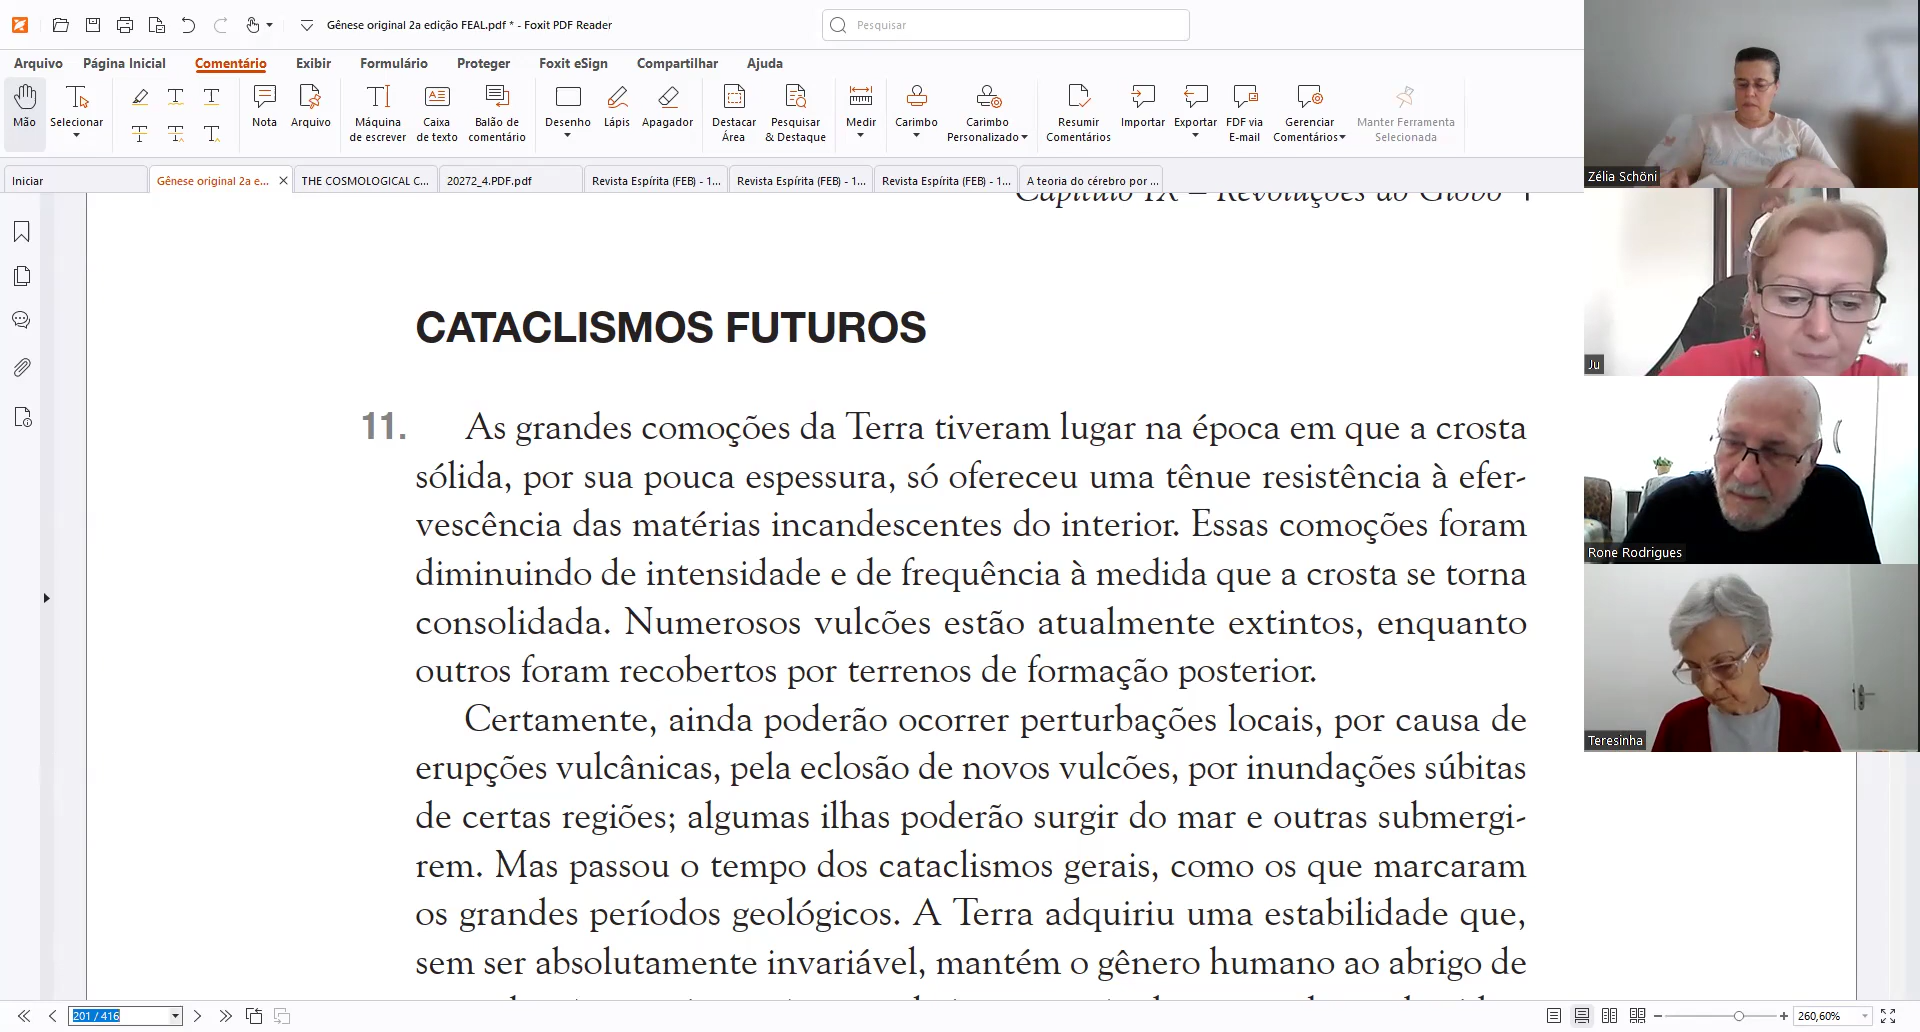 Gênese original 2a edição FEAL.pdf * - Foxit PDF Reader
Pesquisar
Arquivo Página Inicial Comentário Exibir Formulário Proteger Foxit eSign Compartilhar Ajuda
Mão
Selecionar
Nota
Arquivo
Máquina de escrever
Caixa de texto
Balão de comentário
Desenho
Lápis
Apagador
Destacar Área
Pesquisar & Destaque
Medir
Carimbo
Carimbo Personalizado
Resumir Comentários
Importar
Exportar
FDF via E-mail
Gerenciar Comentários
Manter Ferramenta Selecionada
Iniciar
Gênese original 2a e...
THE COSMOLOGICAL C...
20272_4.PDF.pdf
Revista Espírita (FEB) - 1...
Revista Espírita (FEB) - 1...
Revista Espírita (FEB) - 1...
A teoria do cérebro por ...
Capítulo IX – Revoluções do Globo
CATACLISMOS FUTUROS
11. As grandes comoções da Terra tiveram lugar na época em que a crosta
sólida, por sua pouca espessura, só ofereceu uma tênue resistência à efer-
vescência das matérias incandescentes do interior. Essas comoções foram
diminuindo de intensidade e de frequência à medida que a crosta se torna
consolidada. Numerosos vulcões estão atualmente extintos, enquanto
outros foram recobertos por terrenos de formação posterior.
Certamente, ainda poderão ocorrer perturbações locais, por causa de
erupções vulcânicas, pela eclosão de novos vulcões, por inundações súbitas
de certas regiões; algumas ilhas poderão surgir do mar e outras submergi-
rem. Mas passou o tempo dos cataclismos gerais, como os que marcaram
os grandes períodos geológicos. A Terra adquiriu uma estabilidade que,
sem ser absolutamente invariável, mantém o gênero humano ao abrigo de
201 / 416
260,60%
Zélia Schöni
Ju
Rone Rodrigues
Teresinha